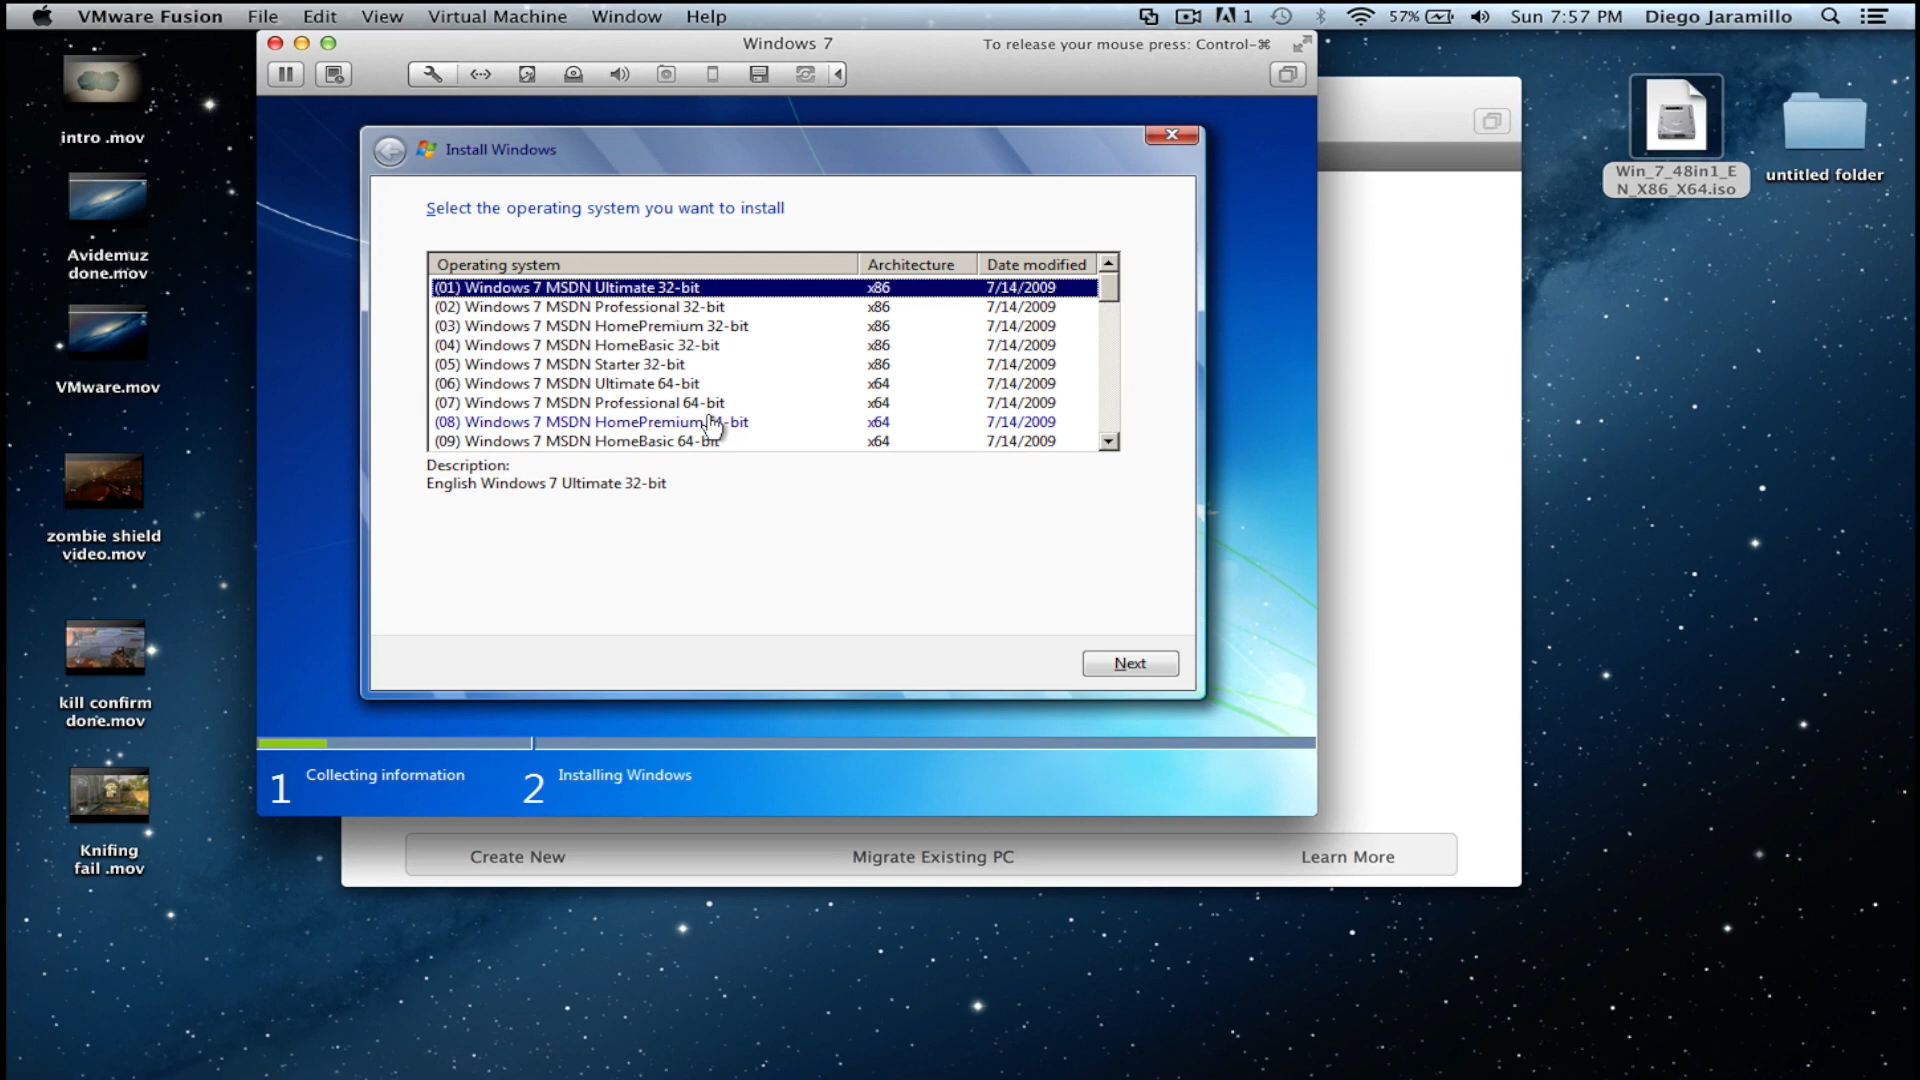 VMware Fusion File Edit View Virtual Machine Window Help 1 57% Sun 7:57 PM Diego Jaramillo
Windows 7
To release your mouse press: Control-⌘
Install Windows
Select the operating system you want to install
Operating system Architecture Date modified
(01) Windows 7 MSDN Ultimate 32-bit x86 7/14/2009
(02) Windows 7 MSDN Professional 32-bit x86 7/14/2009
(03) Windows 7 MSDN HomePremium 32-bit x86 7/14/2009
(04) Windows 7 MSDN HomeBasic 32-bit x86 7/14/2009
(05) Windows 7 MSDN Starter 32-bit x86 7/14/2009
(06) Windows 7 MSDN Ultimate 64-bit x64 7/14/2009
(07) Windows 7 MSDN Professional 64-bit x64 7/14/2009
(08) Windows 7 MSDN HomePremium 64-bit x64 7/14/2009
(09) Windows 7 MSDN HomeBasic 64-bit x64 7/14/2009
Description:
English Windows 7 Ultimate 32-bit
Next
1 Collecting information
2 Installing Windows
Create New Migrate Existing PC Learn More
intro .mov
Avidemuz
done.mov
VMware.mov
zombie shield
video.mov
kill confirm
done.mov
Knifing
fail .mov
Win_7_48in1_E
N_X86_X64.iso
untitled folder